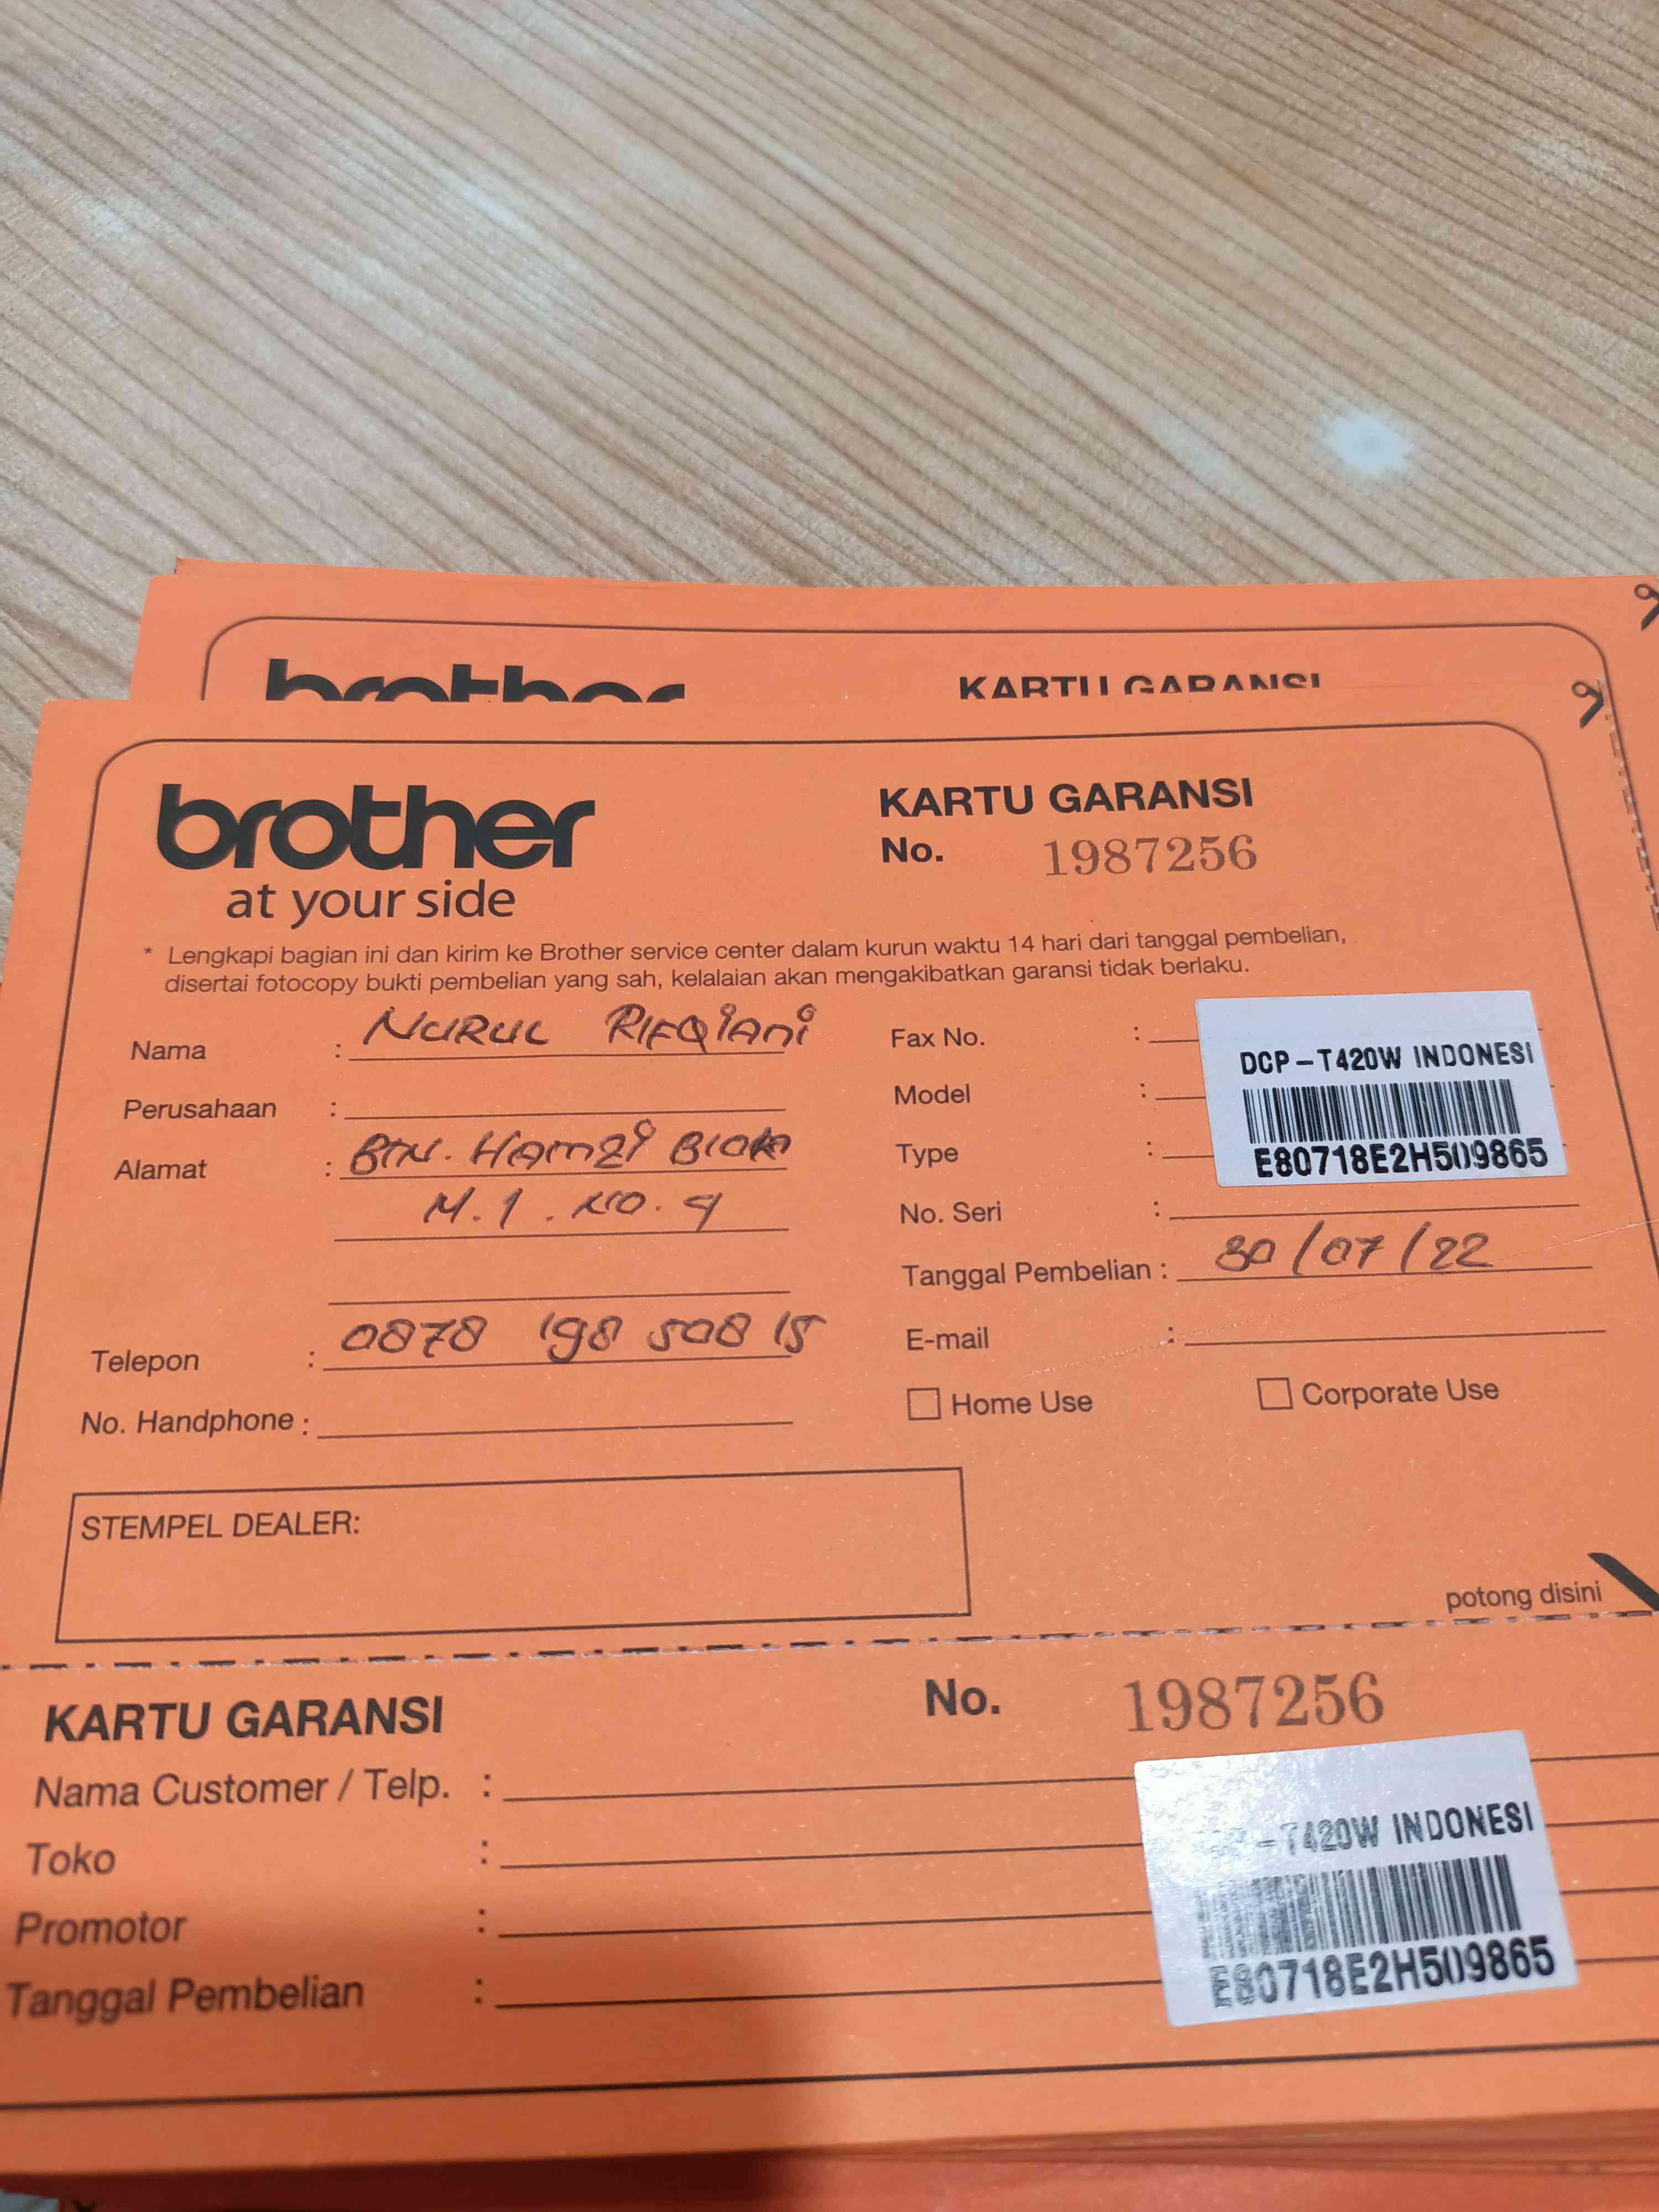 brother KARTU GARANSI
brother
at your side
KARTU GARANSI
No. 1987256
* Lengkapi bagian ini dan kirim ke Brother service center dalam kurun waktu 14 hari dari tanggal pembelian,
disertai fotocopy bukti pembelian yang sah, kelalaian akan mengakibatkan garansi tidak berlaku.
Nama : NURUL RIFQIANI
Perusahaan :
Alamat : BTN. HAMZI BLOK
M.1. NO. 9
Telepon : 0878 198 508 15
No. Handphone :
Fax No. :
Model :
Type :
DCP-T420W INDONESI
E80718E2H509865
No. Seri :
Tanggal Pembelian : 30/07/22
E-mail :
Home Use Corporate Use
STEMPEL DEALER:
potong disini
KARTU GARANSI No. 1987256
Nama Customer / Telp. :
Toko :
Promotor :
Tanggal Pembelian :
-T420W INDONESI
E80718E2H509865